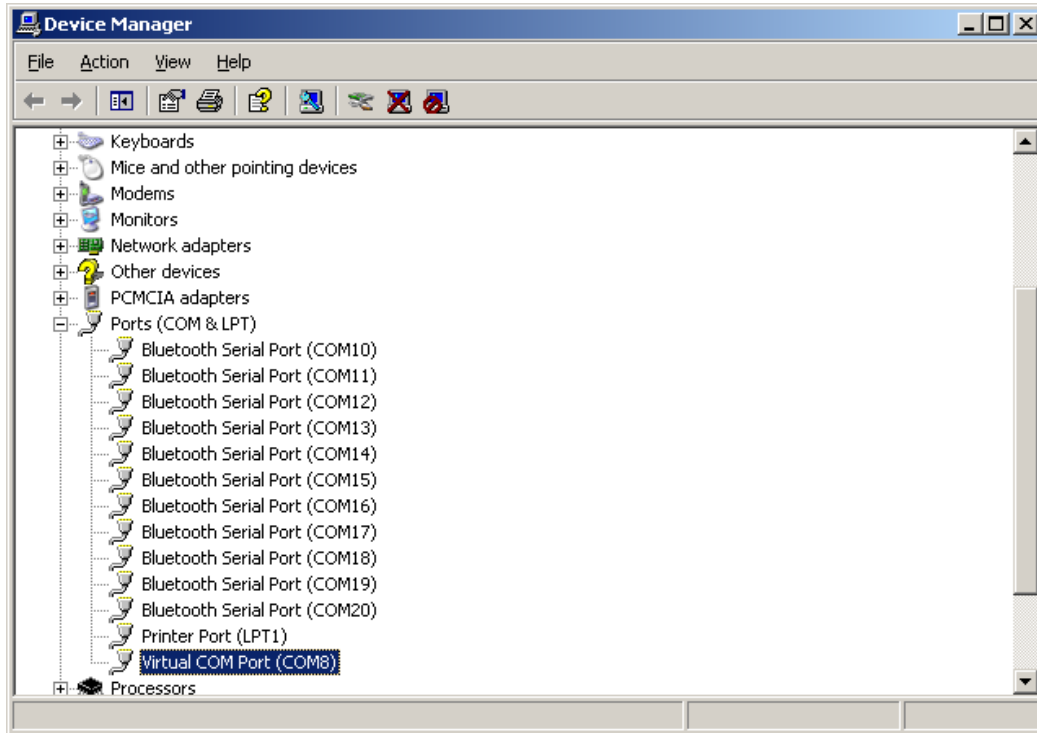 Device Manager
File Action View Help
Keyboards
Mice and other pointing devices
Modems
Monitors
Network adapters
Other devices
PCMCIA adapters
Ports (COM & LPT)
Bluetooth Serial Port (COM10)
Bluetooth Serial Port (COM11)
Bluetooth Serial Port (COM12)
Bluetooth Serial Port (COM13)
Bluetooth Serial Port (COM14)
Bluetooth Serial Port (COM15)
Bluetooth Serial Port (COM16)
Bluetooth Serial Port (COM17)
Bluetooth Serial Port (COM18)
Bluetooth Serial Port (COM19)
Bluetooth Serial Port (COM20)
Printer Port (LPT1)
Virtual COM Port (COM8)
Processors